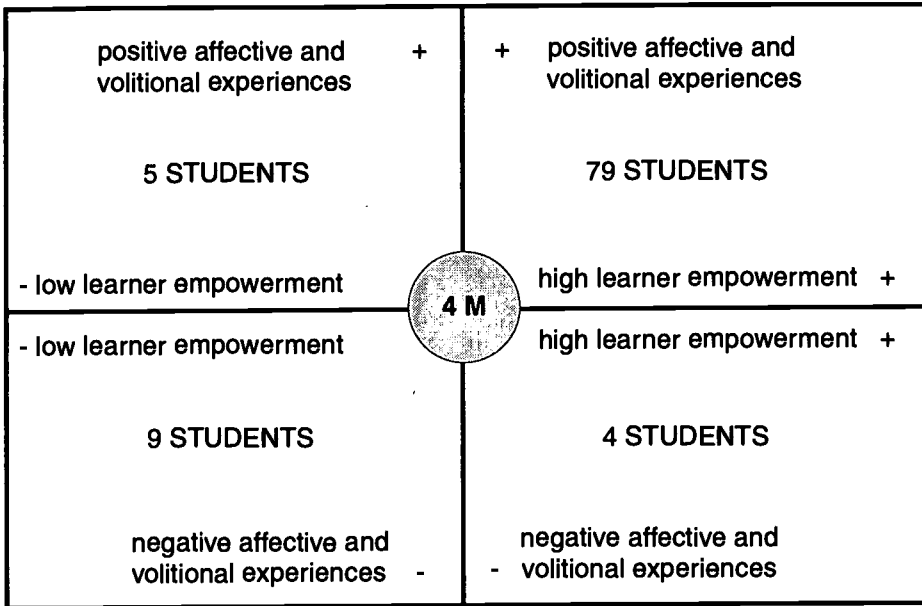 positive affective and +
volitional experiences
5 STUDENTS
- low learner empowerment
+ positive affective and
volitional experiences
79 STUDENTS
high learner empowerment +
4 M
- low learner empowerment
9 STUDENTS
negative affective and
volitional experiences -
high learner empowerment +
4 STUDENTS
negative affective and
- volitional experiences